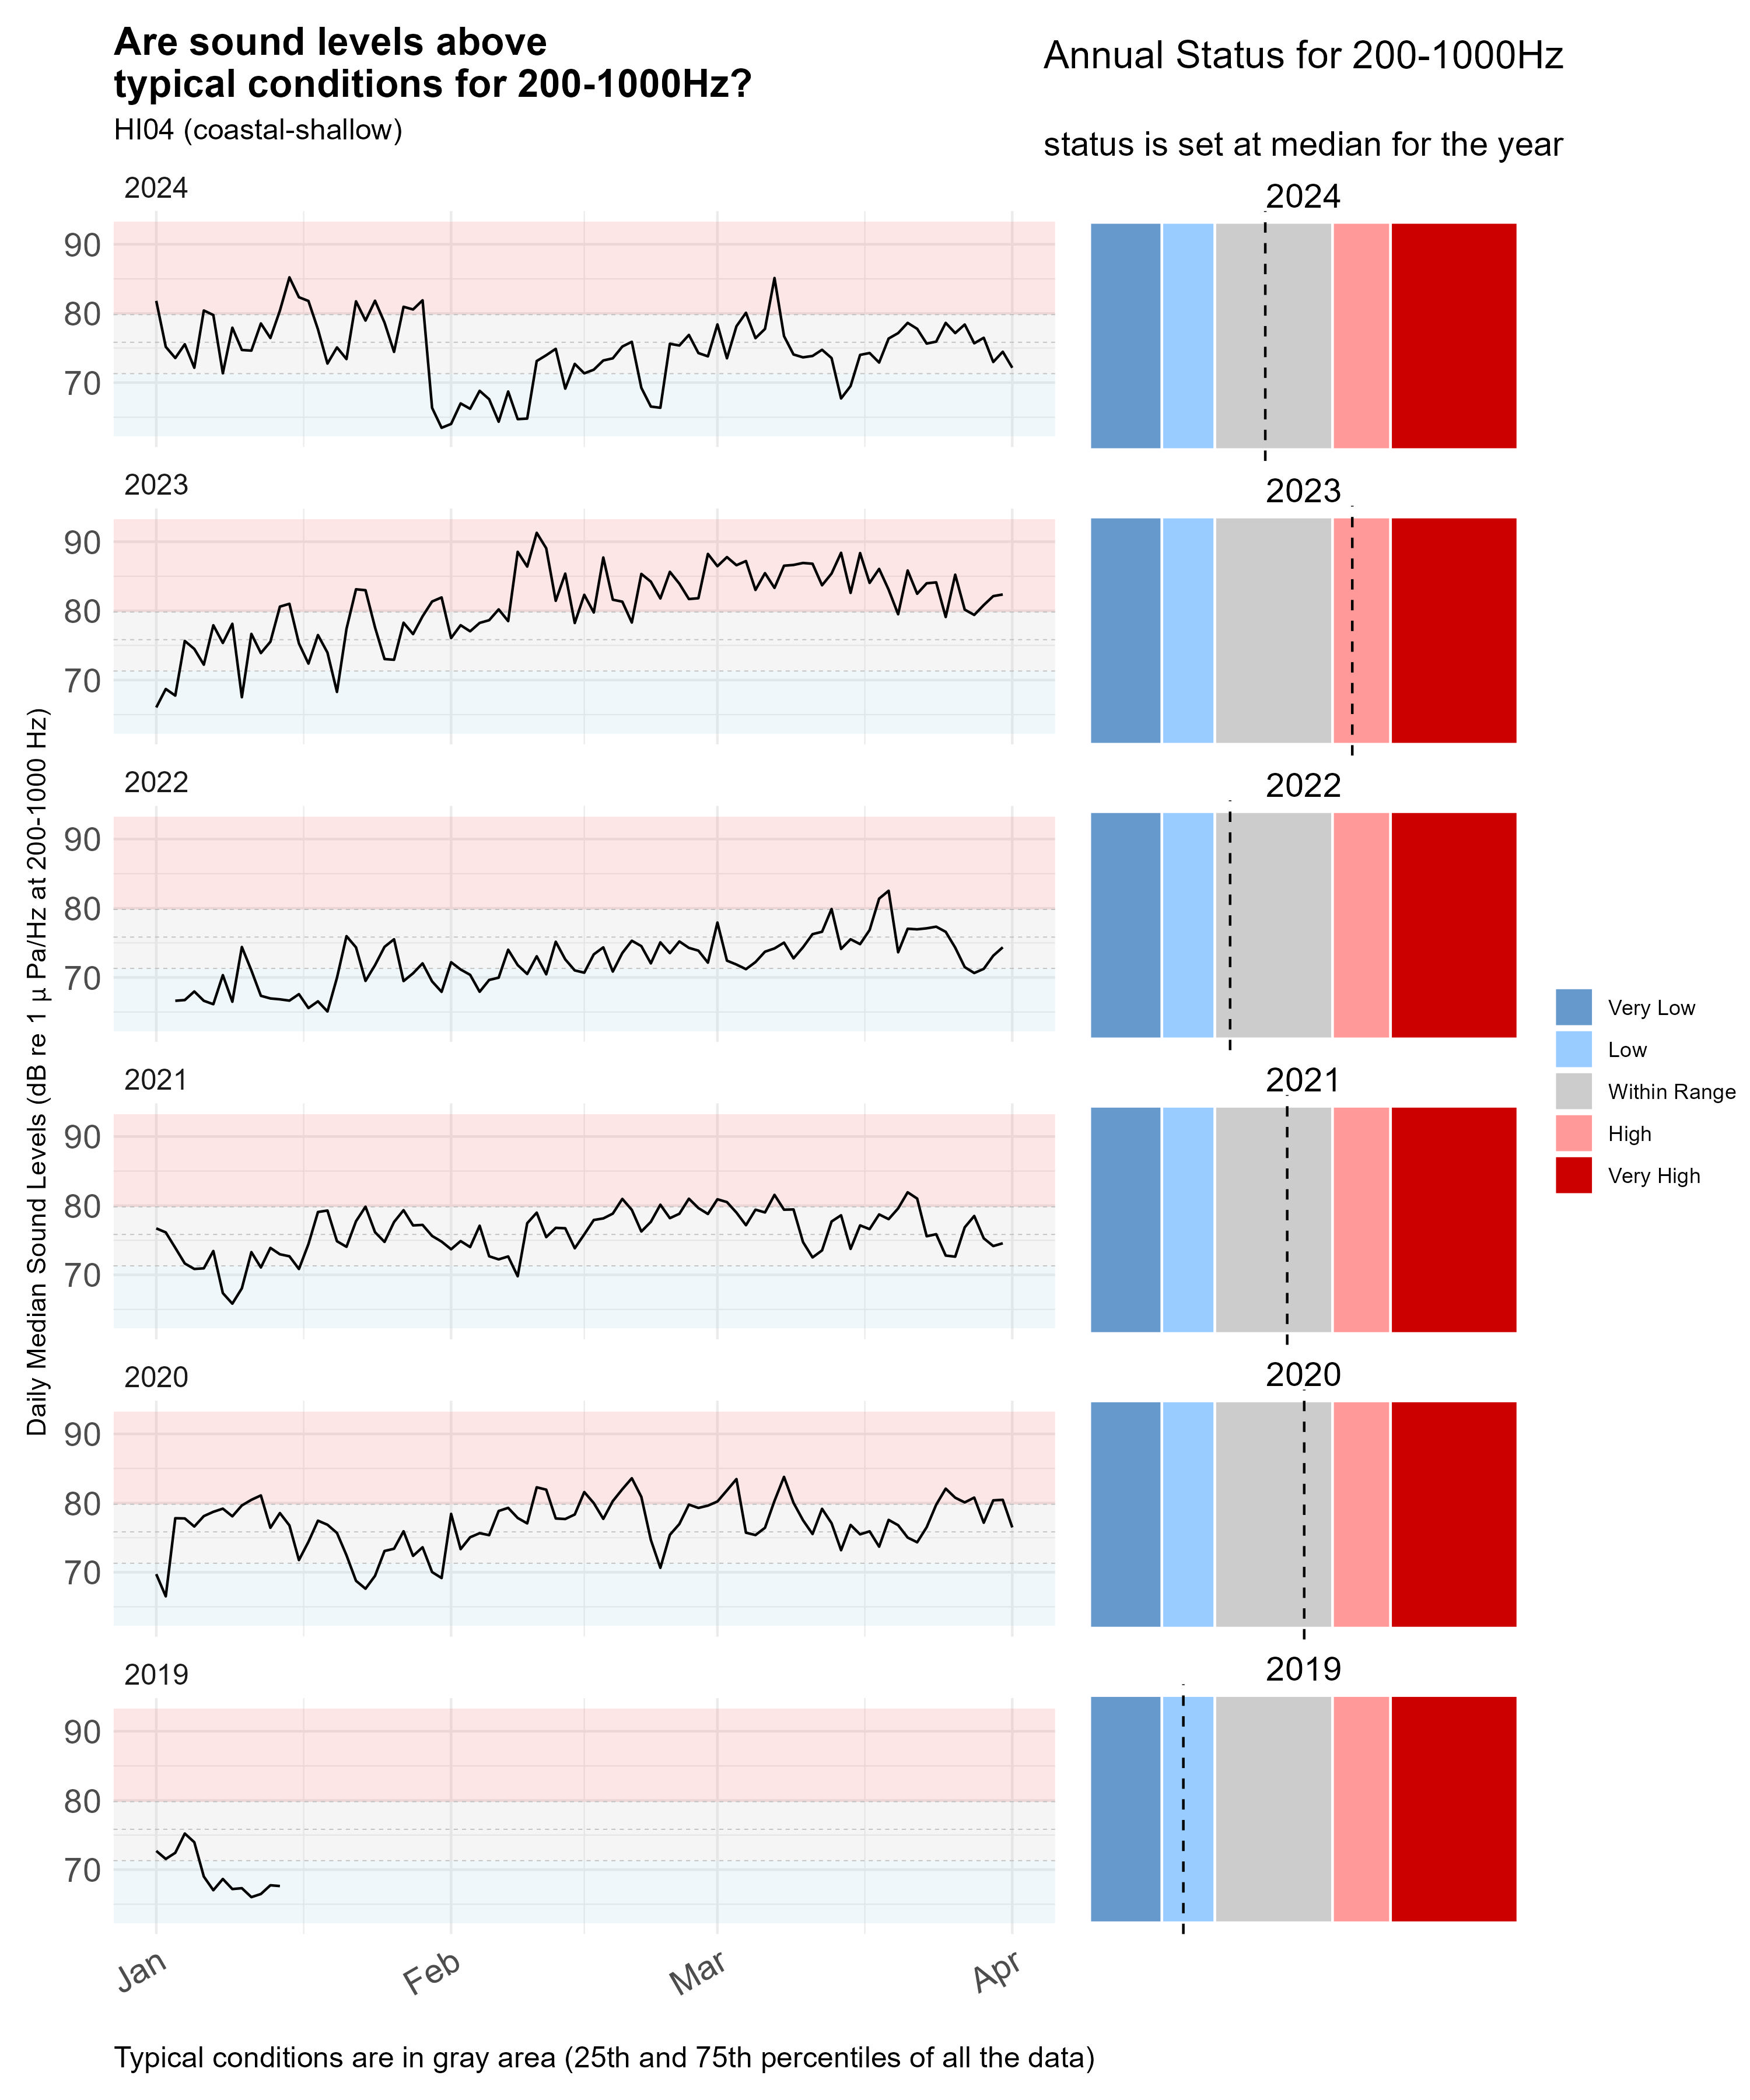 Are sound levels above
typical conditions for 200-1000Hz?
HI04 (coastal-shallow)
Annual Status for 200-1000Hz
status is set at median for the year
Daily Median Sound Levels (dB re 1 µ Pa/Hz at 200-1000 Hz)
2024
90
80
70
2023
90
80
70
2022
90
80
70
2021
90
80
70
2020
90
80
70
2019
90
80
70
Jan
Feb
Mar
Apr
2024
2023
2022
2021
2020
2019
Very Low
Low
Within Range
High
Very High
Typical conditions are in gray area (25th and 75th percentiles of all the data)